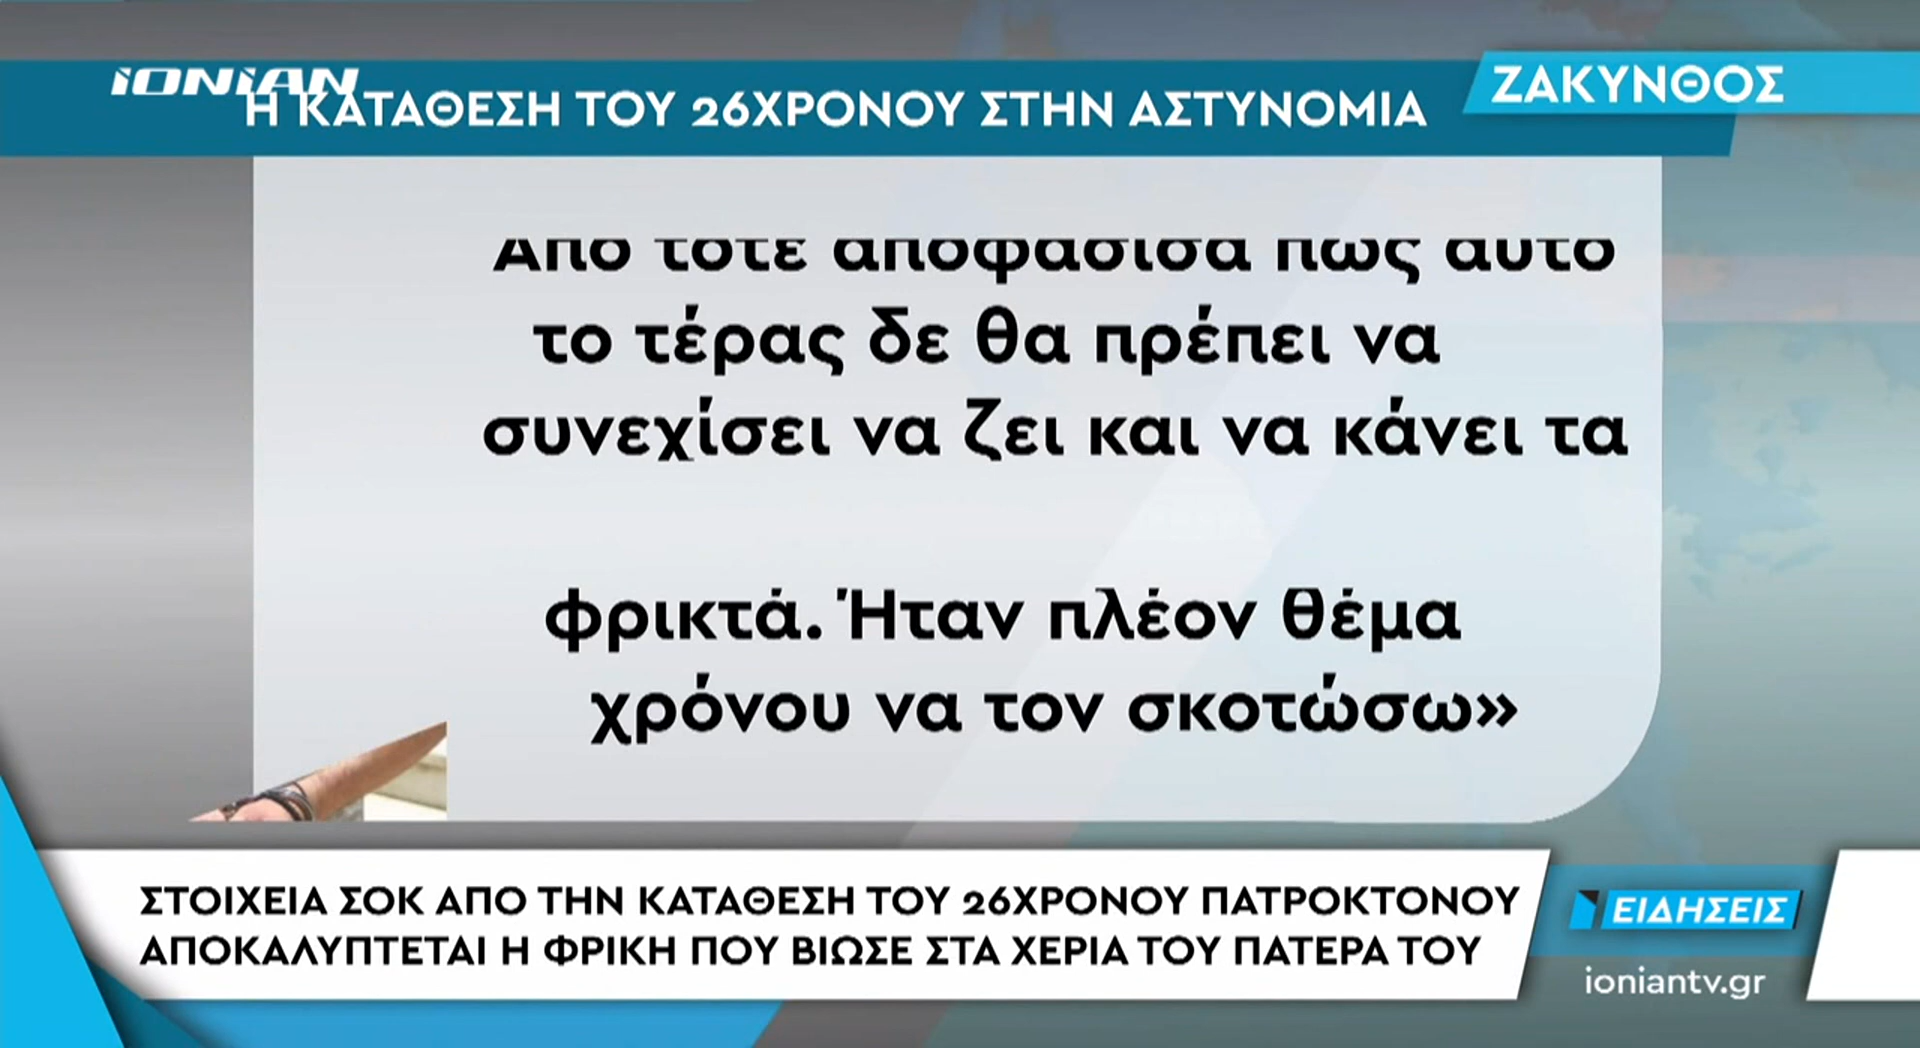 iONiAN
Η ΚΑΤΑΘΕΣΗ ΤΟΥ 26ΧΡΟΝΟΥ ΣΤΗΝ ΑΣΤΥΝΟΜΙΑ
ΖΑΚΥΝΘΟΣ
Από τότε αποφάσισα πως αυτό
το τέρας δε θα πρέπει να
συνεχίσει να ζει και να κάνει τα
φρικτά. Ήταν πλέον θέμα
χρόνου να τον σκοτώσω»
ΣΤΟΙΧΕΙΑ ΣΟΚ ΑΠΟ ΤΗΝ ΚΑΤΑΘΕΣΗ ΤΟΥ 26ΧΡΟΝΟΥ ΠΑΤΡΟΚΤΟΝΟΥ
ΑΠΟΚΑΛΥΠΤΕΤΑΙ Η ΦΡΙΚΗ ΠΟΥ ΒΙΩΣΕ ΣΤΑ ΧΕΡΙΑ ΤΟΥ ΠΑΤΕΡΑ ΤΟΥ
ΕΙΔΗΣΕΙΣ
ioniantv.gr